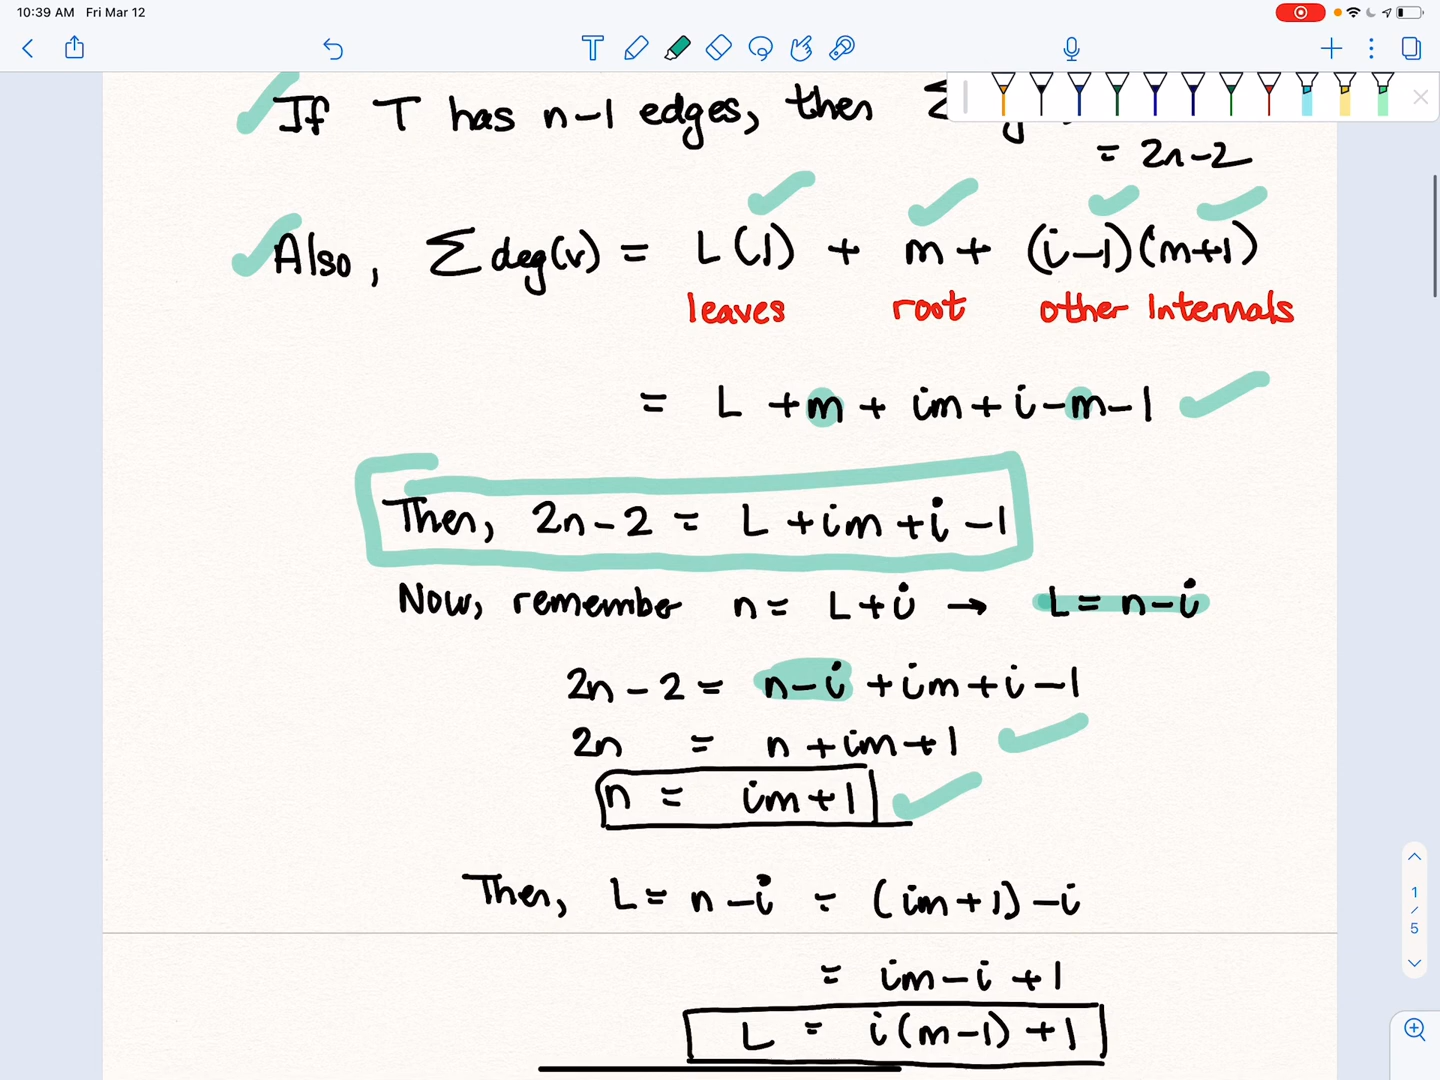 10:39 AM Fri Mar 12
If T has n-1 edges, then Σ
= 2n-2
Also, Σdeg(v) = L(1) + m + (i-1)(m+1)
leaves root other Internals
= L + m + im + i - m - 1
Then, 2n-2 = L + im + i - 1
Now, remember n = L+i → L = n-i
2n-2 = n-i + im + i - 1
2n = n + im + 1
n = im+1
Then, L = n-i = (im+1)-i
= im-i+1
L = i(m-1)+1
1
/
5